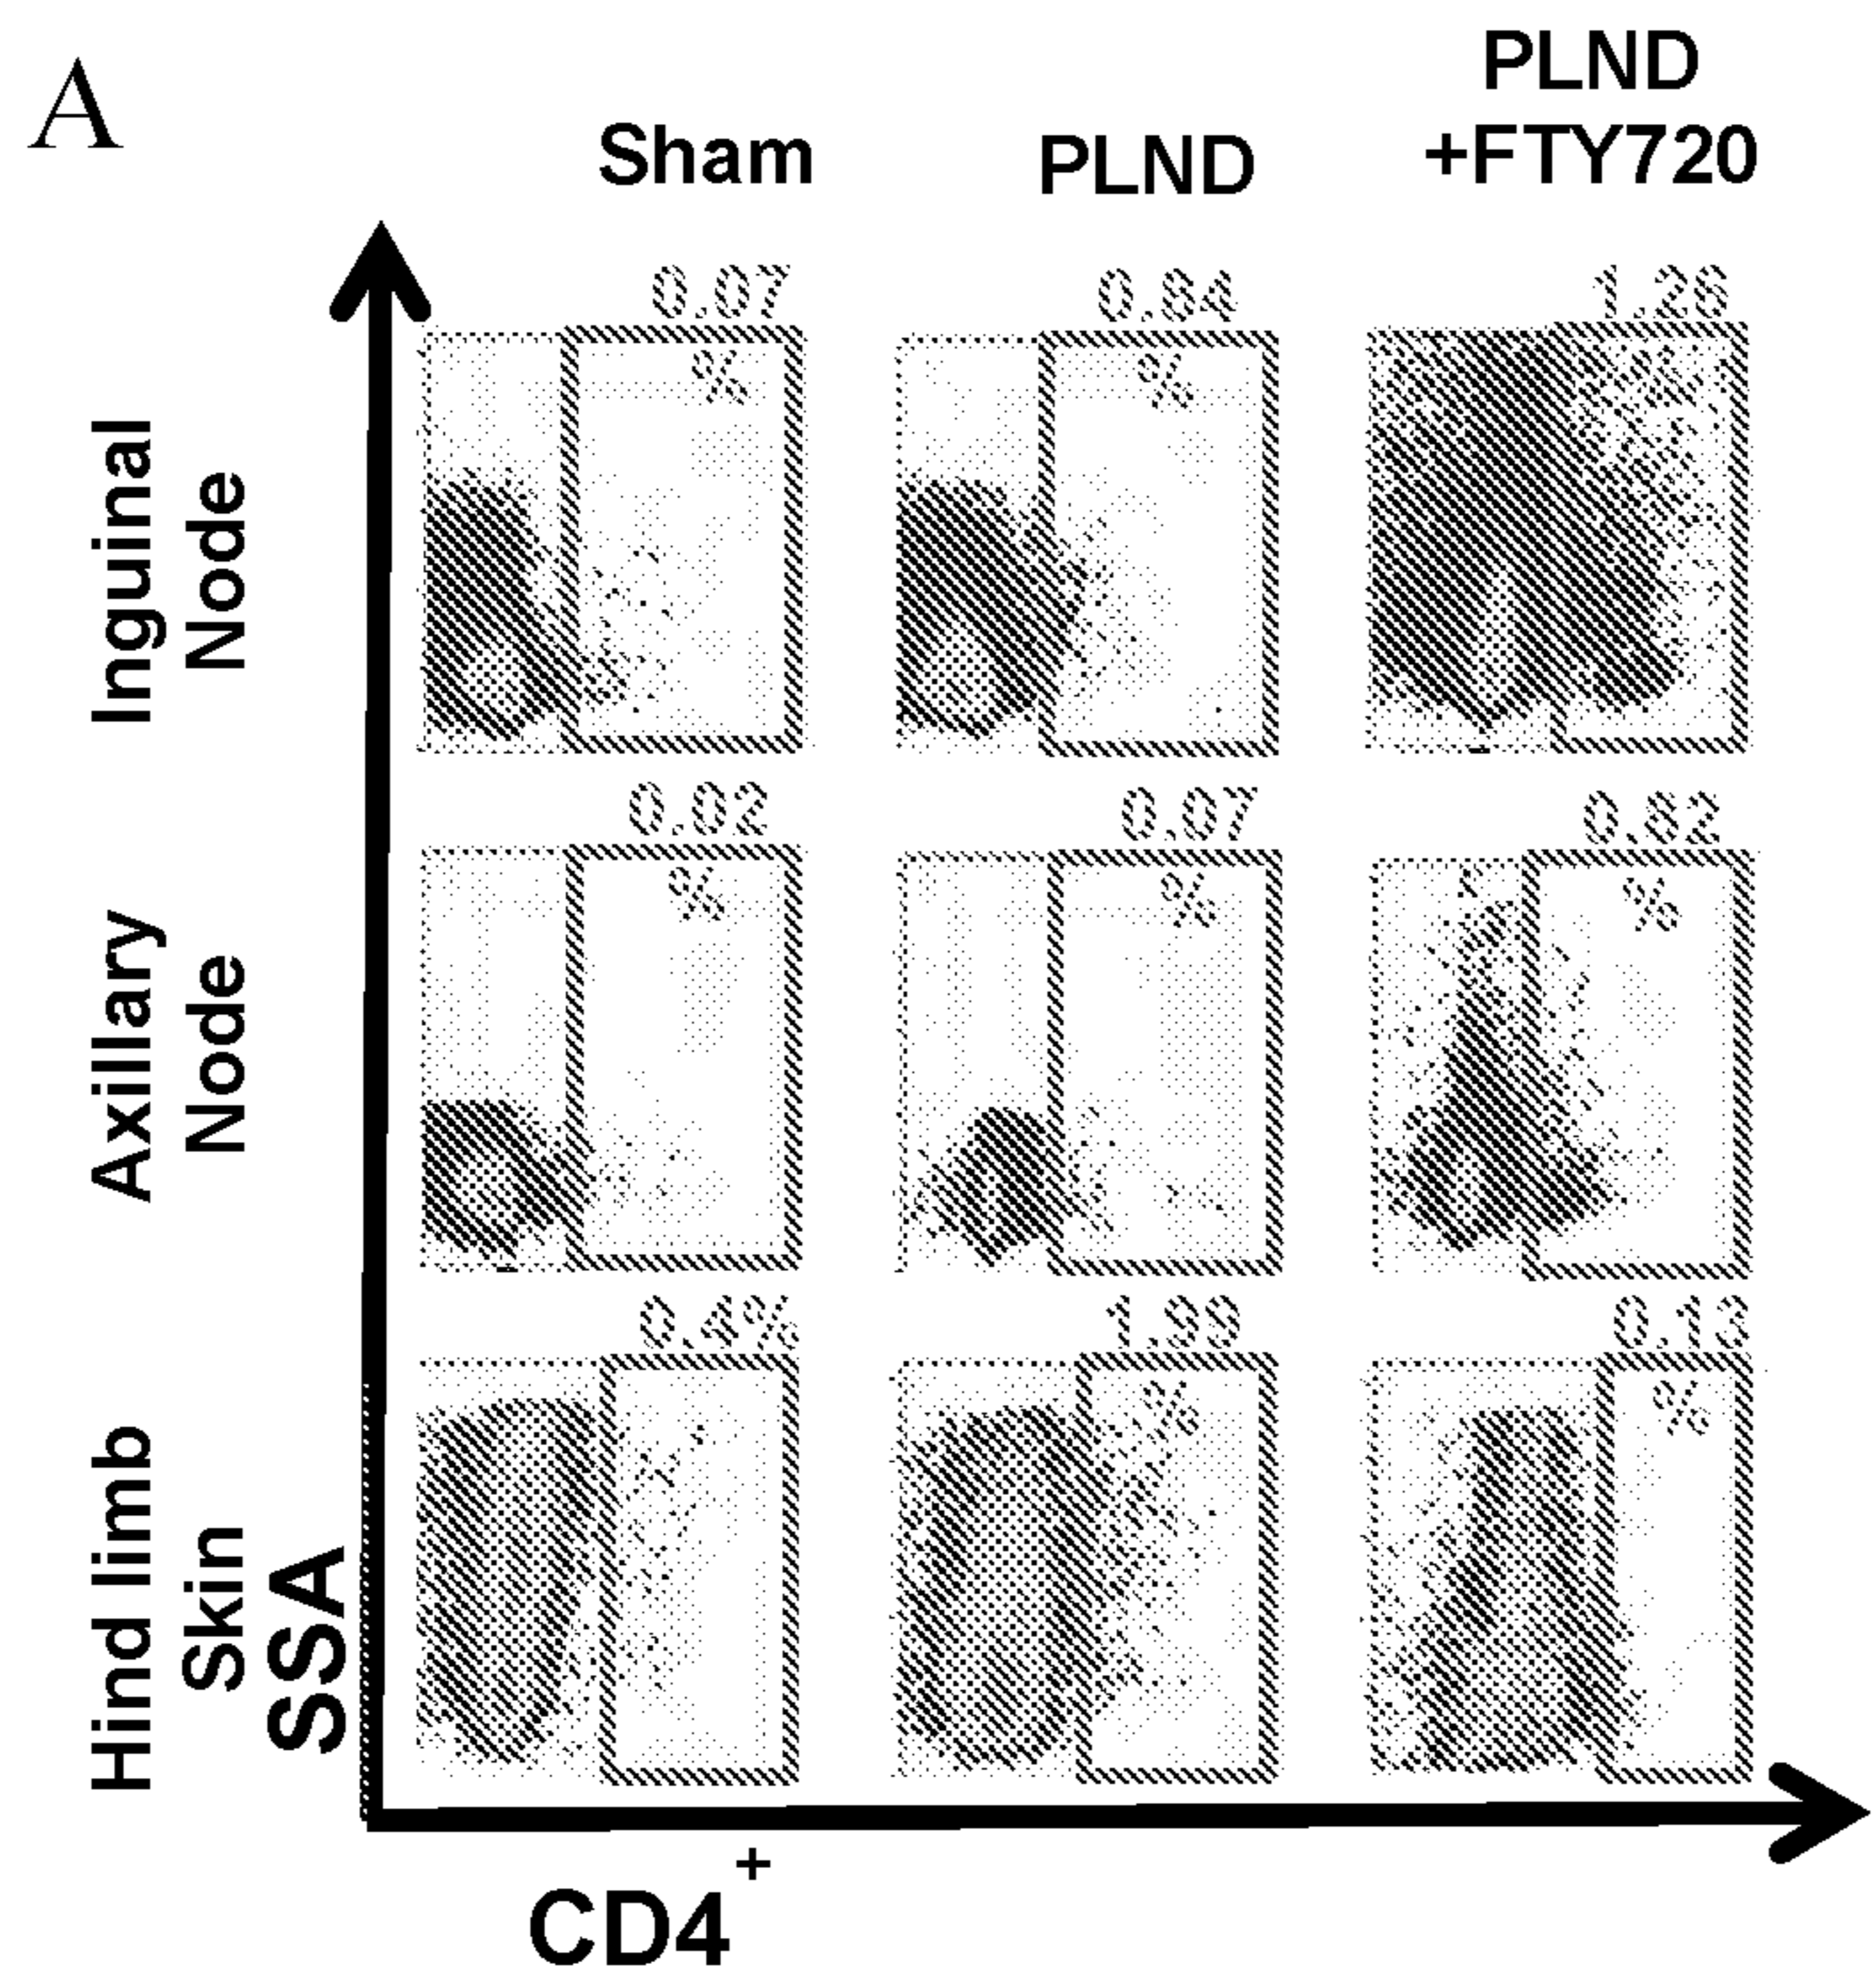 A
Sham
PLND
PLND
+FTY720
Inguinal
Node
0.07
%
0.84
%
1.26
%
Axillary
Node
0.02
%
0.07
%
0.82
%
Hind limb
Skin
0.4%
1.99
%
0.13
%
SSA
CD4+